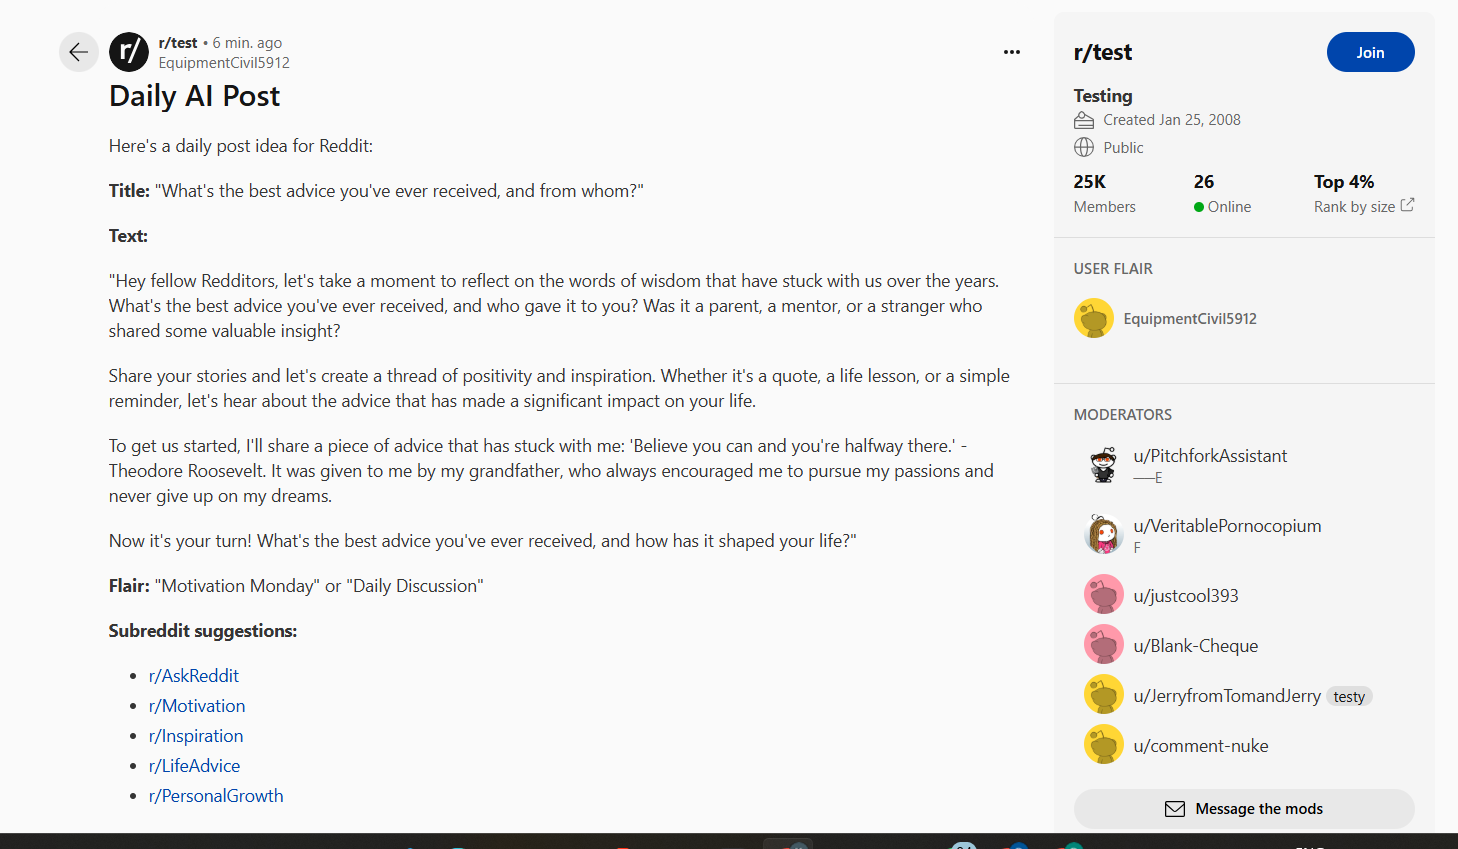 r/test • 6 min. ago
EquipmentCivil5912
Daily AI Post
Here's a daily post idea for Reddit:
Title: "What's the best advice you've ever received, and from whom?"
Text:
"Hey fellow Redditors, let's take a moment to reflect on the words of wisdom that have stuck with us over the years.
What's the best advice you've ever received, and who gave it to you? Was it a parent, a mentor, or a stranger who
shared some valuable insight?
Share your stories and let's create a thread of positivity and inspiration. Whether it's a quote, a life lesson, or a simple
reminder, let's hear about the advice that has made a significant impact on your life.
To get us started, I'll share a piece of advice that has stuck with me: 'Believe you can and you're halfway there.' -
Theodore Roosevelt. It was given to me by my grandfather, who always encouraged me to pursue my passions and
never give up on my dreams.
Now it's your turn! What's the best advice you've ever received, and how has it shaped your life?"
Flair: "Motivation Monday" or "Daily Discussion"
Subreddit suggestions:
• r/AskReddit
• r/Motivation
• r/Inspiration
• r/LifeAdvice
• r/PersonalGrowth
r/test
Join
Testing
Created Jan 25, 2008
Public
25K 26 Top 4%
Members Online Rank by size
USER FLAIR
EquipmentCivil5912
MODERATORS
u/PitchforkAssistant
——E
u/VeritablePornocopium
F
u/justcool393
u/Blank-Cheque
u/JerryfromTomandJerry testy
u/comment-nuke
Message the mods